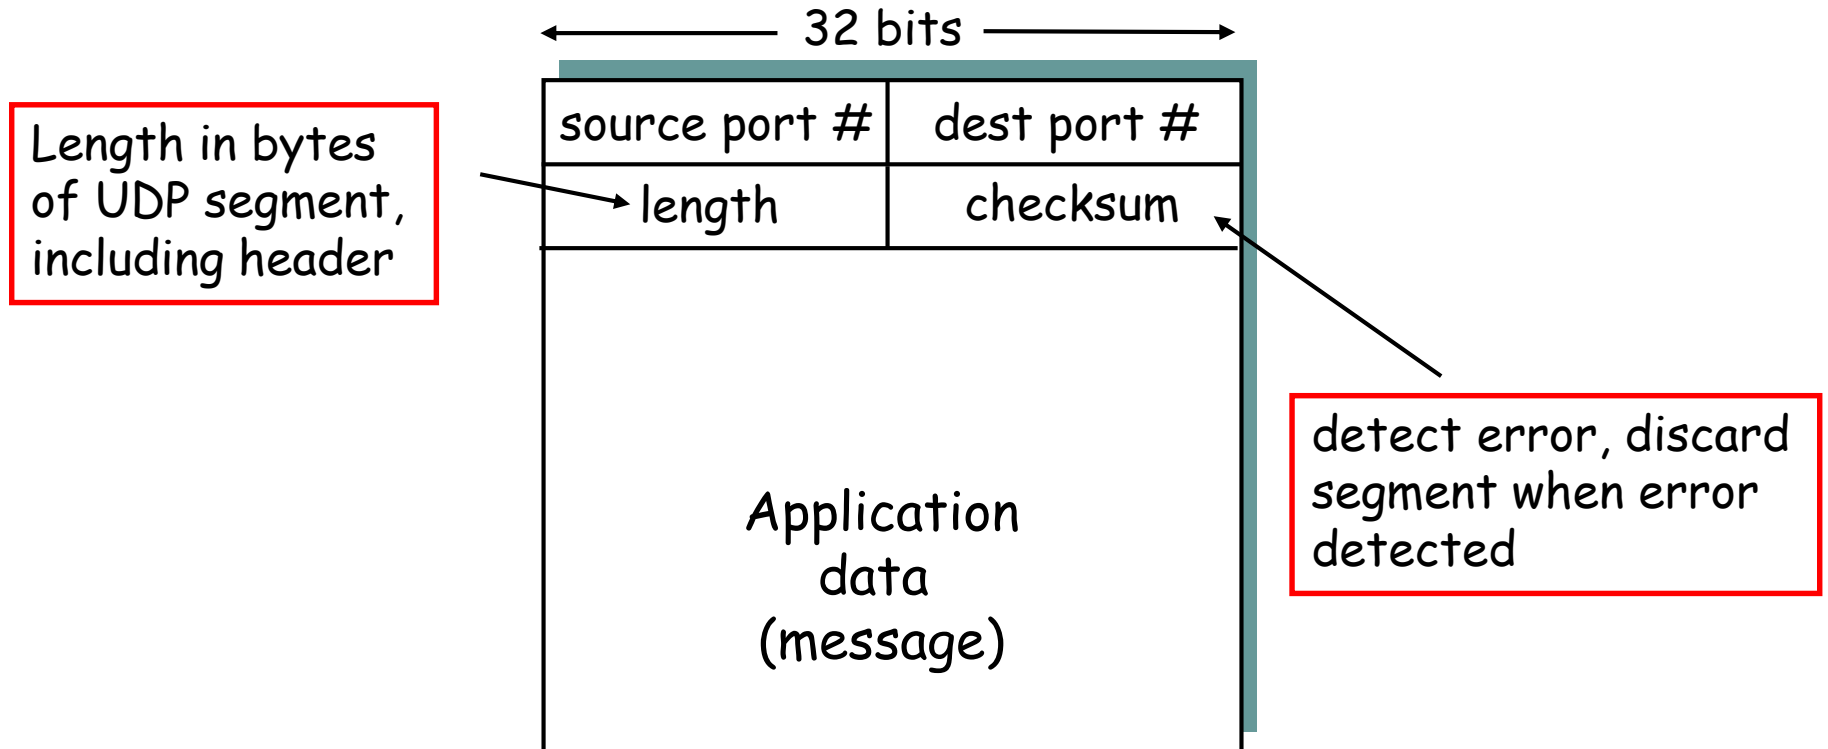 32 bits
source port # dest port #
Length in bytes
of UDP segment,
including header
length checksum
detect error, discard
segment when error
detected
Application
data
(message)